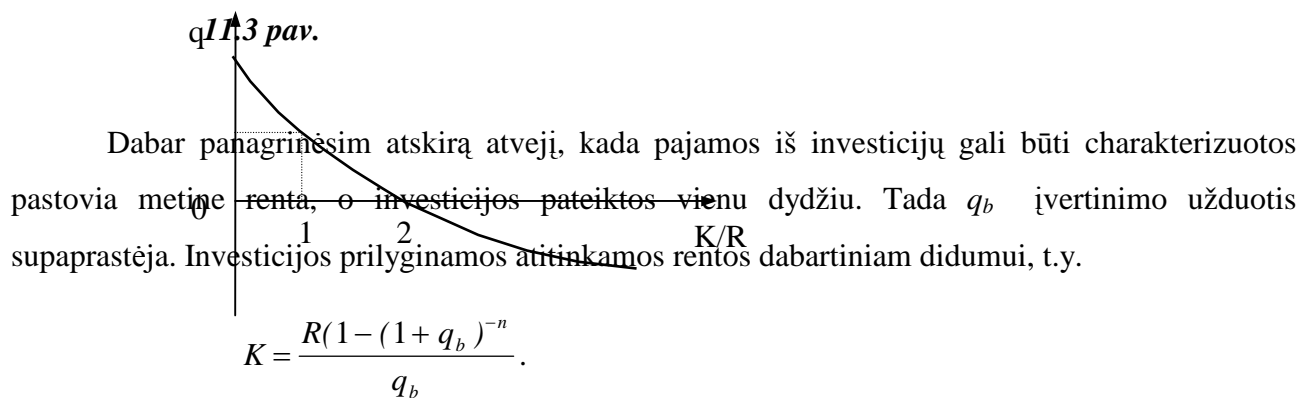 q11.3 pav.
Dabar panagrinėsim atskirą atvejį, kada pajamos iš investicijų gali būti charakterizuotos
pastovia metine renta, o investicijos pateiktos vienu dydžiu. Tada q_b įvertinimo užduotis
0
1 2 K/R
supaprastėja. Investicijos prilyginamos atitinkamos rentos dabartiniam didumui, t.y.
K = \frac{R(1-(1+q_b)^{-n}}{q_b}.